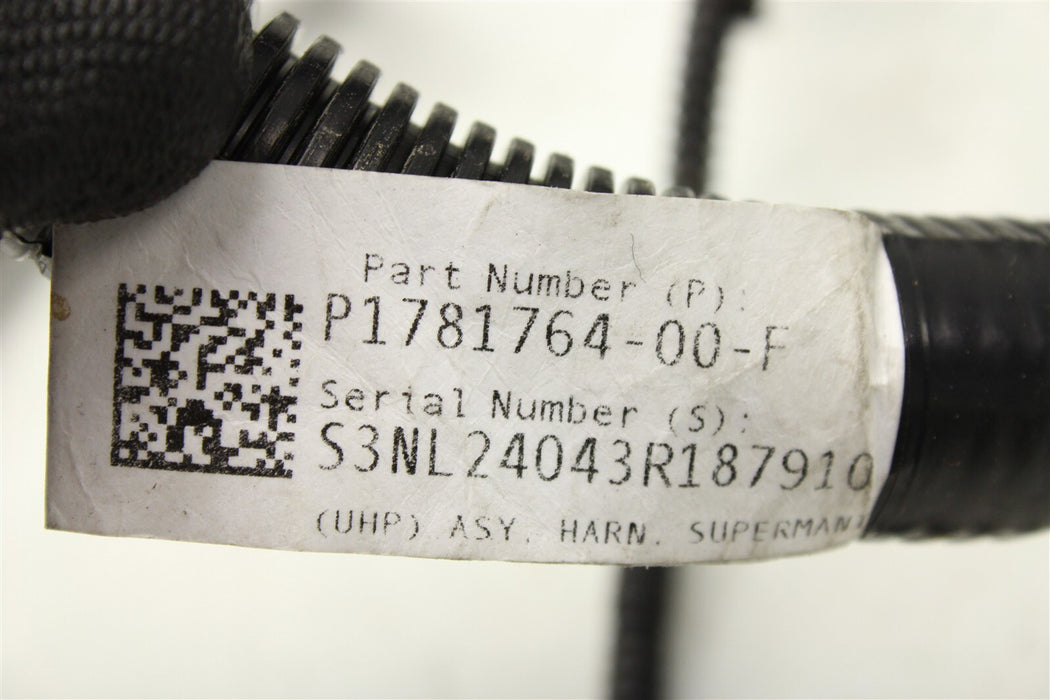 Part Number (P):
P1781764-00-F
Serial Number (S):
S3NL24043R187910
(UHP) ASY. HARN. SUPERMAN